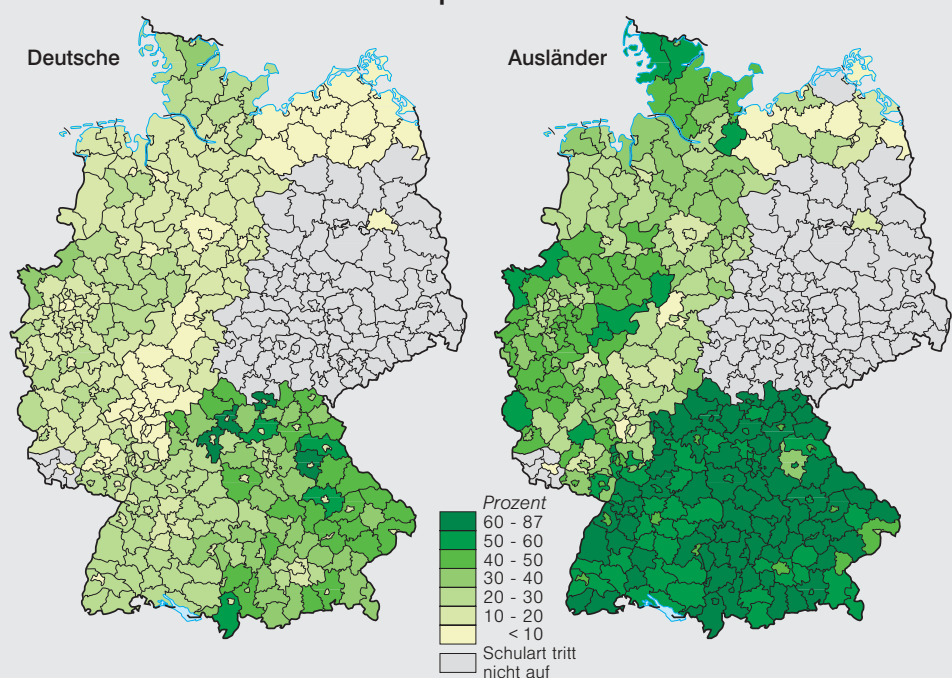 Deutsche
Ausländer
Prozent
60 - 87
50 - 60
40 - 50
30 - 40
20 - 30
10 - 20
< 10
Schulart tritt
nicht auf